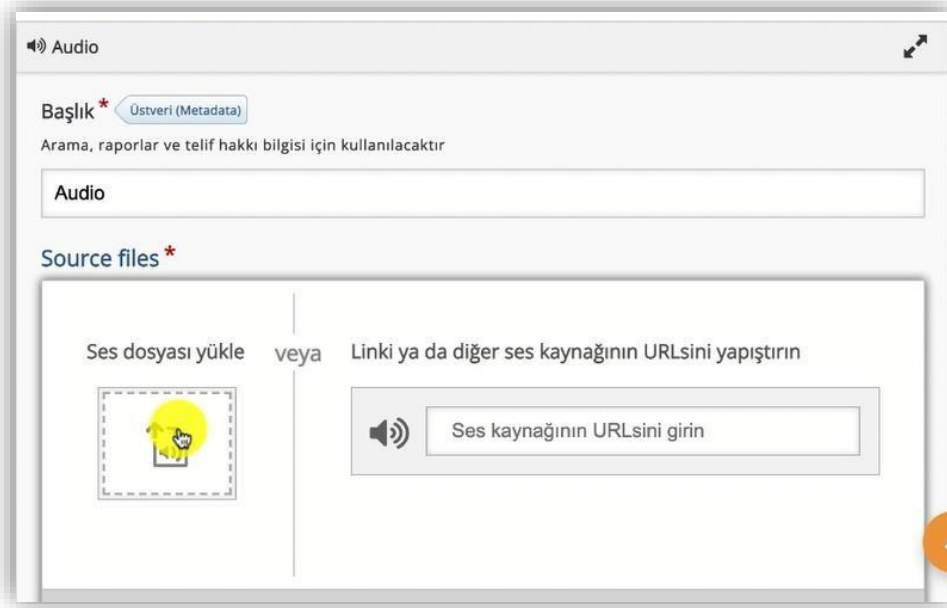 Audio
Başlık * Üstveri (Metadata)
Arama, raporlar ve telif hakkı bilgisi için kullanılacaktır
Audio
Source files *
Ses dosyası yükle veya Linki ya da diğer ses kaynağının URLsini yapıştırın
Ses kaynağının URLsini girin